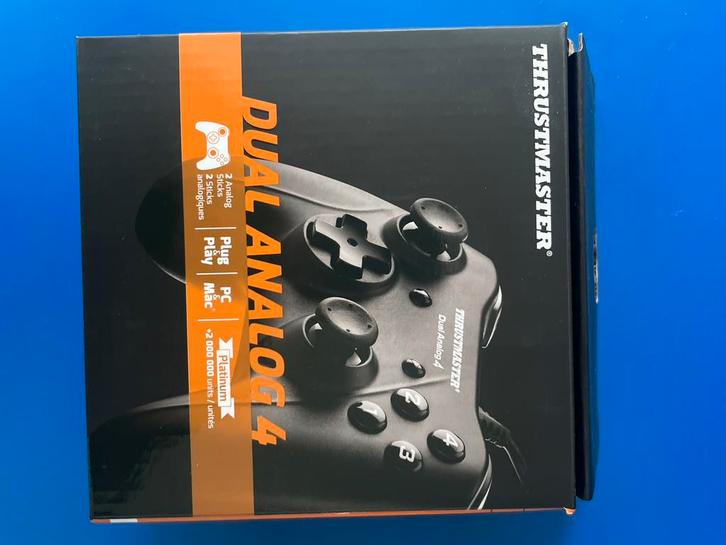 THRUSTMASTER®
THRUSTMASTER®
Dual Analog 4
2
1
4
3
DUAL ANALOG 4
2 Analog
Sticks
2 Sticks
analogiques
Plug
&
Play
PC
&
Mac*
Platinum
+2 000 000 units / unités